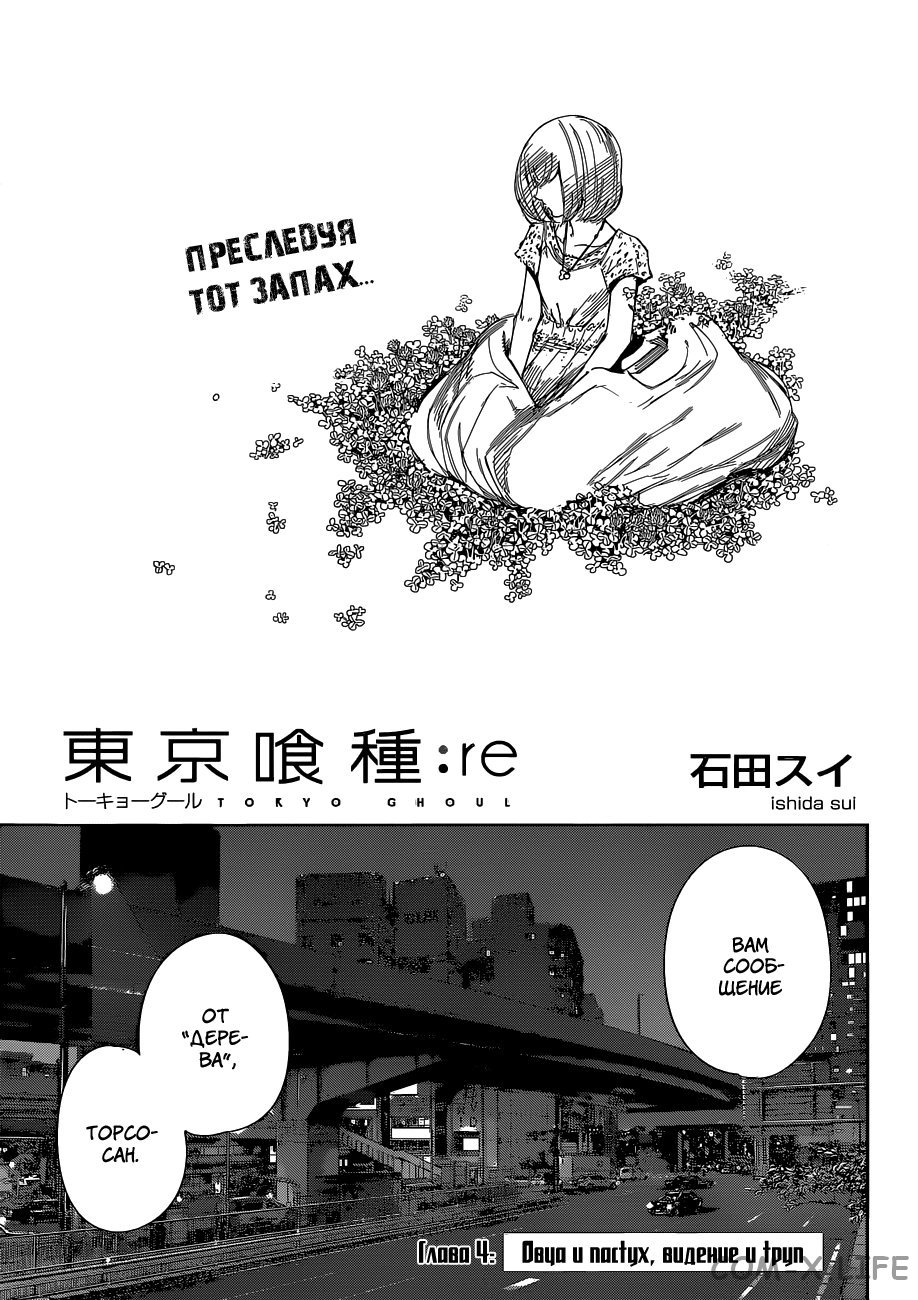 ПРЕСЛЕДУЯ
ТОТ ЗАПАХ...
東京喰種:re
トーキョーグール TOKYO GHOUL
石田スイ
ishida sui
ВАМ СООБ-
ЩЕНИЕ
ОТ
"ДЕРЕ-
ВА",
ТОРСО-
САН.
Глава 4: Овца и пастух, видение и труп
COM-X.LIFE